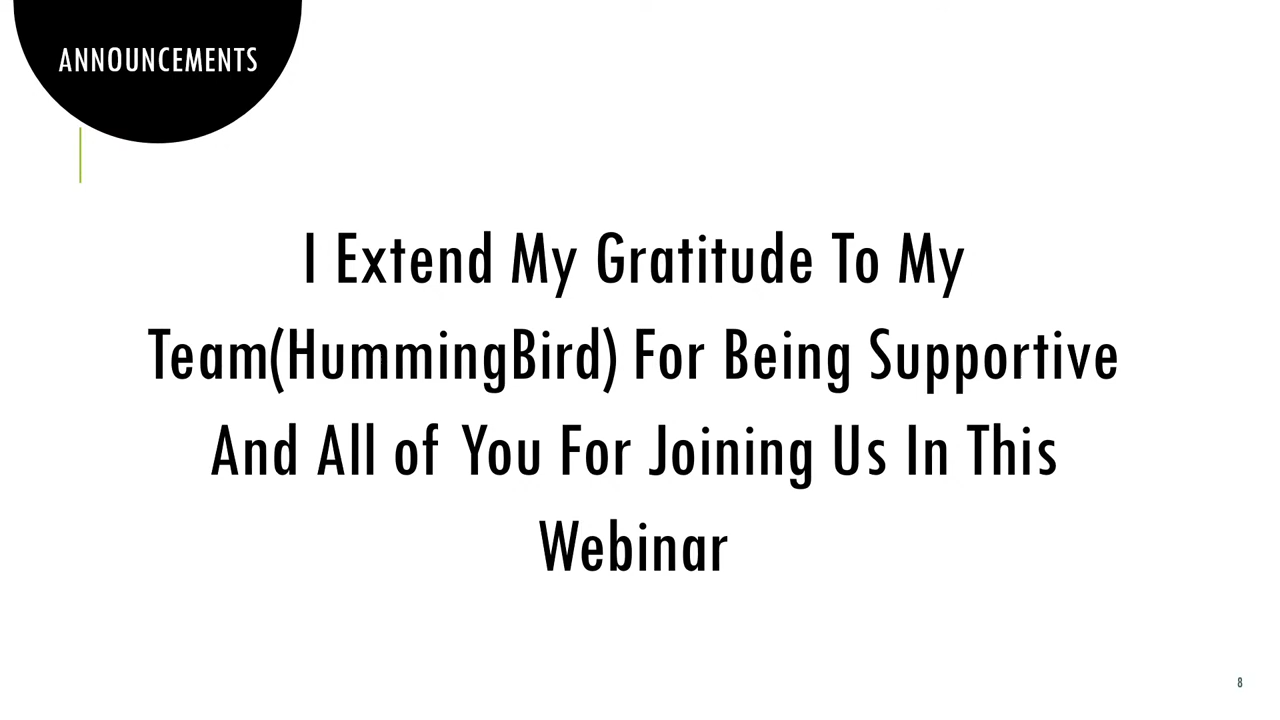 ANNOUNCEMENTS
I Extend My Gratitude To My
Team(HummingBird) For Being Supportive
And All of You For Joining Us In This
Webinar
8